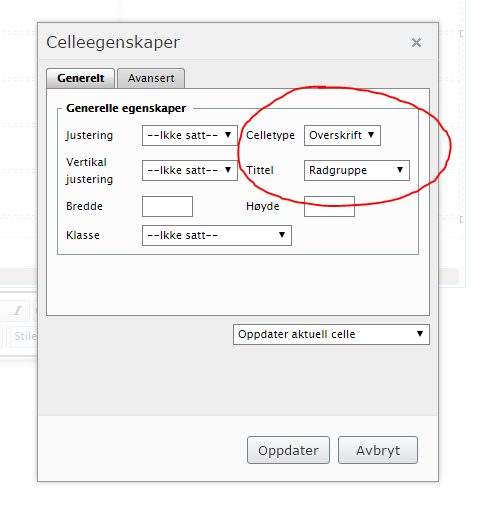 Celleegenskaper ×
Generelt Avansert
Generelle egenskaper
Justering --Ikke satt-- Celletype Overskrift
Vertikal justering --Ikke satt-- Tittel Radgruppe
Bredde Høyde
Klasse --Ikke satt--
Oppdater aktuell celle
I
Stile
Oppdater Avbryt